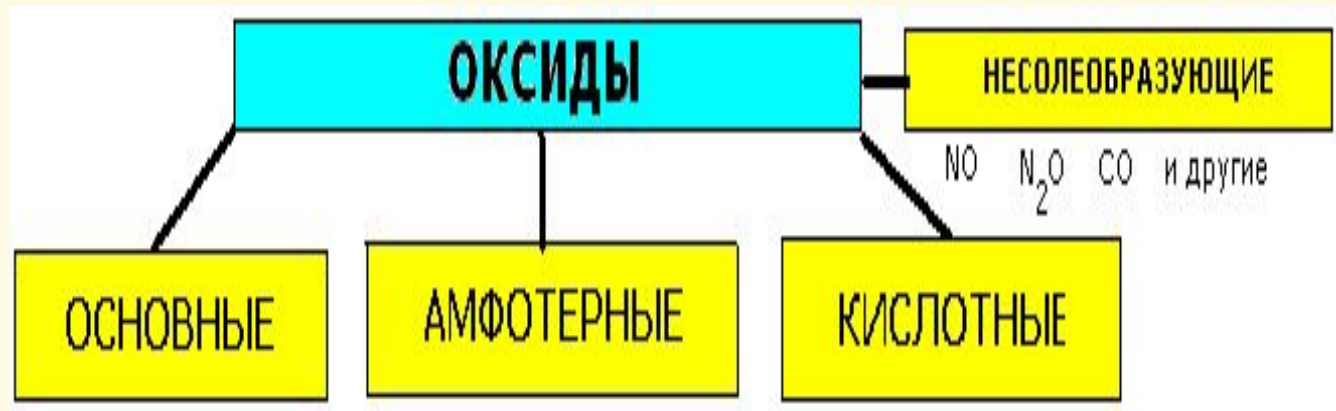 ОКСИДЫ
НЕСОЛЕОБРАЗУЮЩИЕ
NO N2O CO и другие
ОСНОВНЫЕ
АМФОТЕРНЫЕ
КИСЛОТНЫЕ